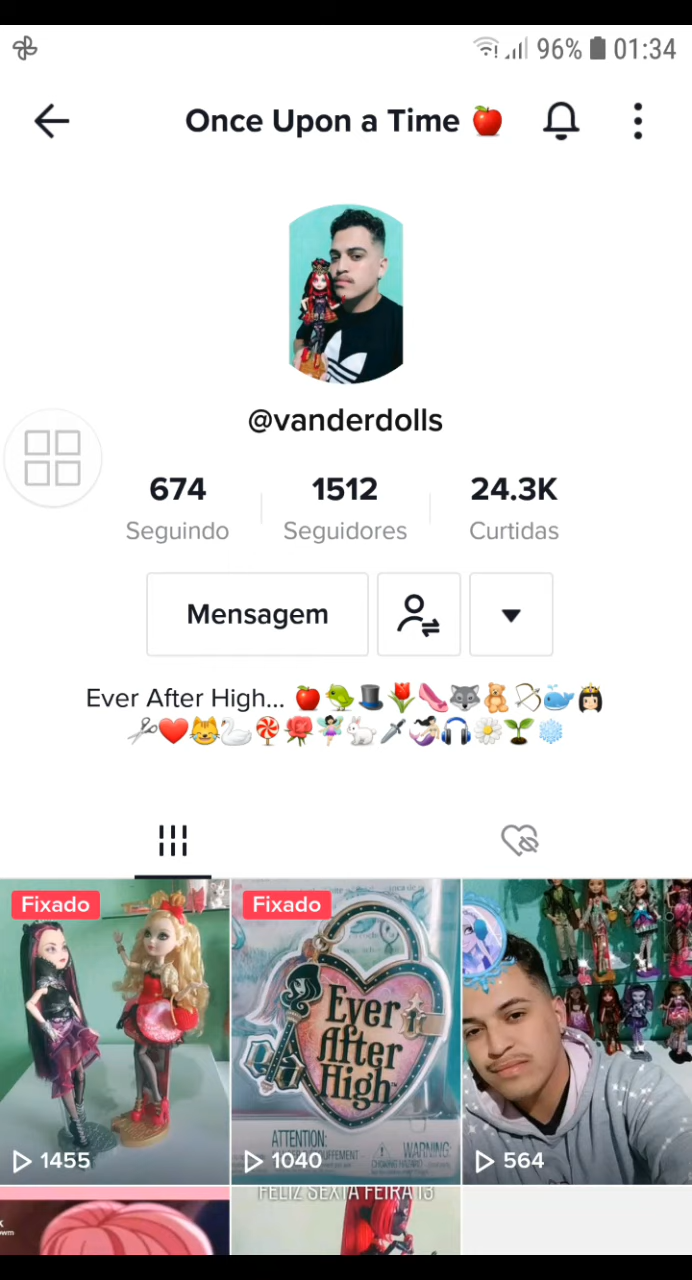 96% 01:34
Once Upon a Time 🍎
@vanderdolls
674 1512 24.3K
Seguindo Seguidores Curtidas
Mensagem
Ever After High... 🍎🐤🎩🌷👠🐺🧸🏹🐳👸🏻
✂️❤️😹🦢🍭🌹🧚🏻‍♀️🐇🗡️🧜🏻‍♀️🎧🌼🌱❄️
Fixado
1455
Fixado
Ever
After
High™
ATTENTION:
WARNING:
1040
564
FELIZ SEXTA FEIRA 13